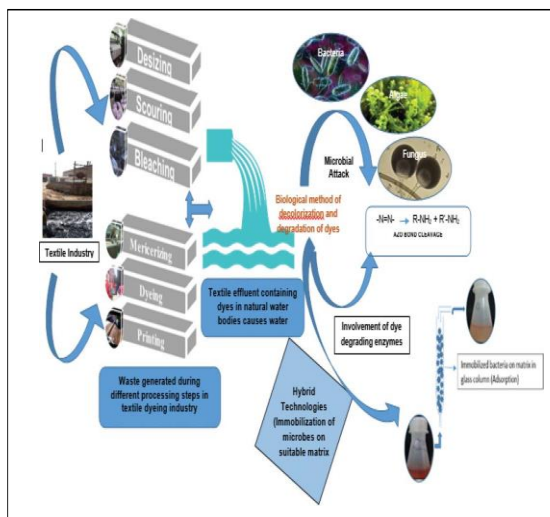 Desizing
Scouring
Bleaching
Textile Industry
Mericerizing
Dyeing
Printing
Waste generated during
different processing steps in
textile dyeing industry
Textile effluent containing
dyes in natural water
bodies causes water
Biological method of
decolorization and
degradation of dyes
Bacteria
Algae
Fungus
Microbial
Attack
-N=N- → R-NH₂ + R'-NH₂
AZO BOND CLEAVAGE
Involvement of dye
degrading enzymes
Hybrid
Technologies
(Immobilization of
microbes on
suitable matrix
Immobilized bacteria on matrix in
glass column (Adsorption)